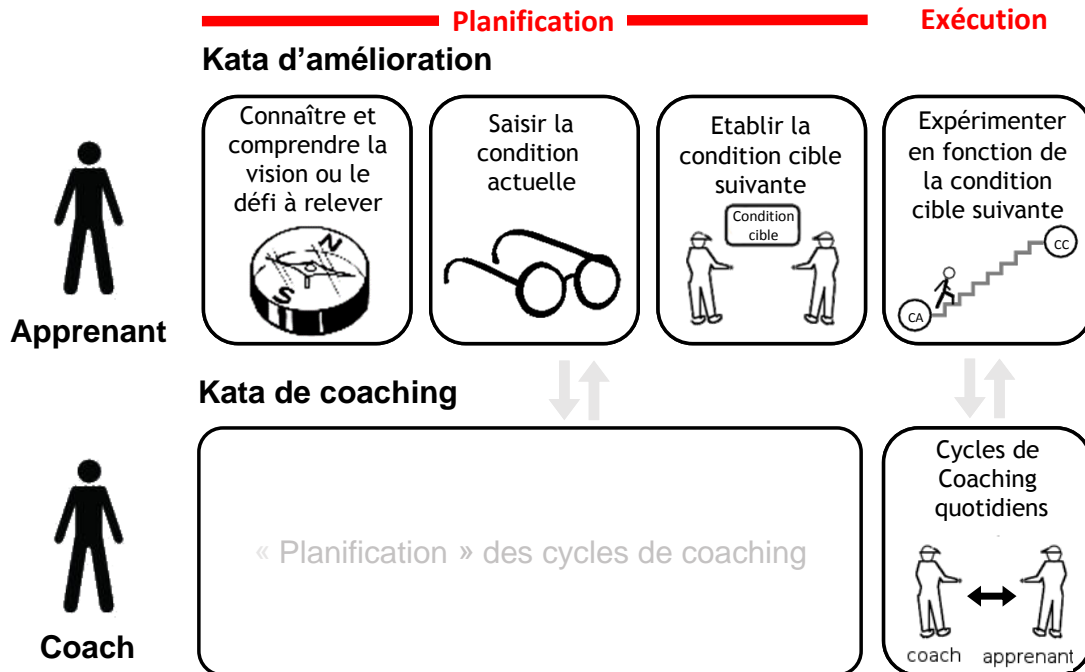 Planification
Exécution
Kata d’amélioration
Connaître et
comprendre la
vision ou le
défi à relever
N
S
Saisir la
condition
actuelle
Etablir la
condition cible
suivante
Condition
cible
Expérimenter
en fonction de
la condition
cible suivante
CC
CA
Apprenant
Kata de coaching
« Planification » des cycles de coaching
Cycles de
Coaching
quotidiens
coach
apprenant
Coach